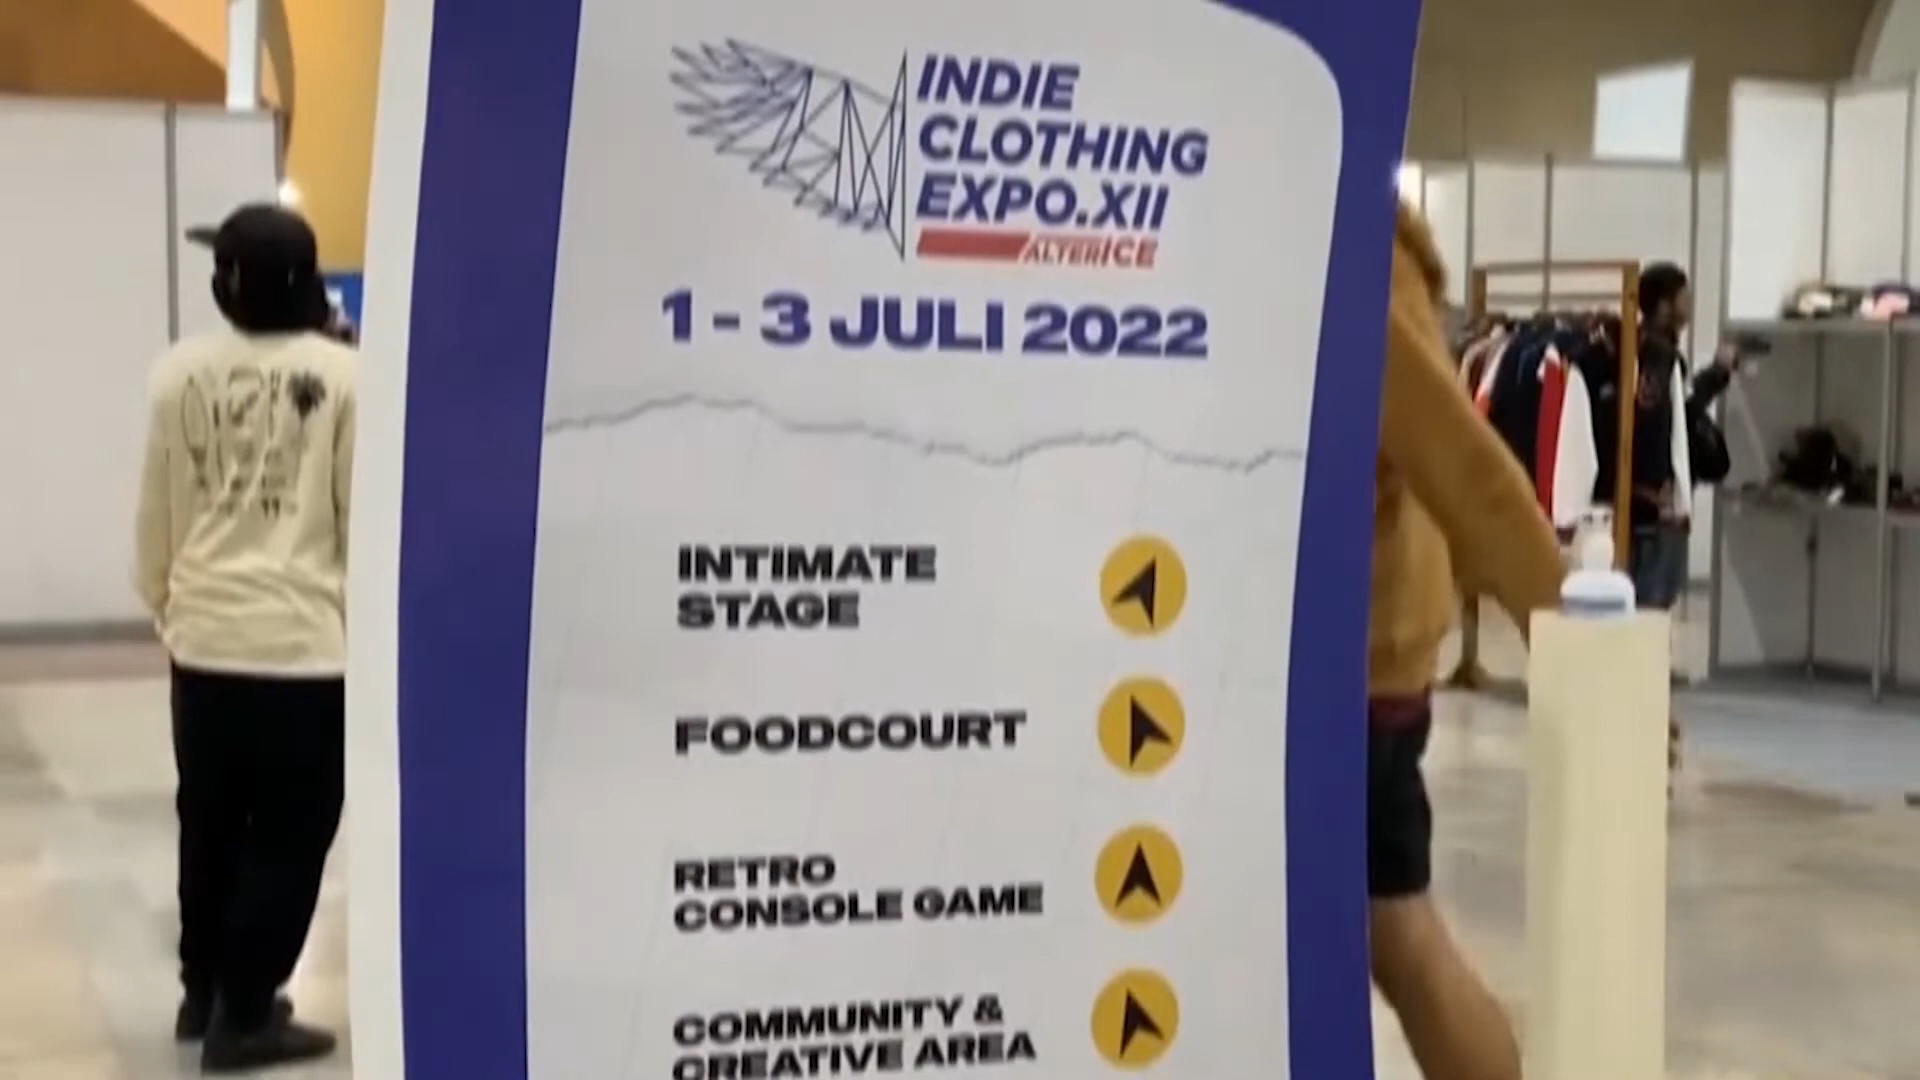 INDIE
CLOTHING
EXPO.XII
ALTERICE
1 - 3 JULI 2022
INTIMATE
STAGE
FOODCOURT
RETRO
CONSOLE GAME
COMMUNITY &
CREATIVE AREA